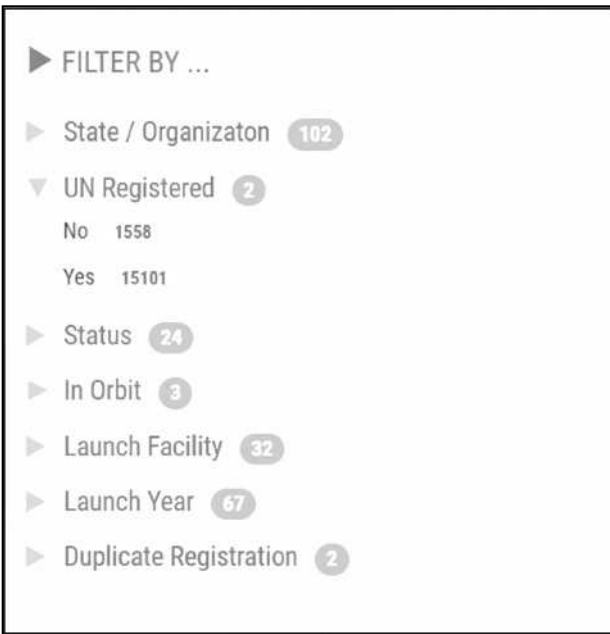 FILTER BY ...
State / Organizaton 102
UN Registered 2
No 1558
Yes 15101
Status 24
In Orbit 3
Launch Facility 32
Launch Year 67
Duplicate Registration 2